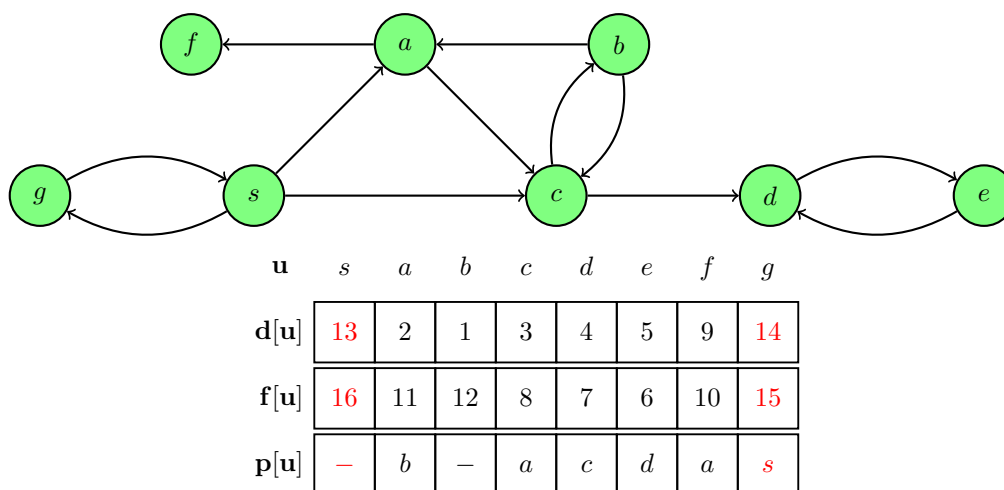 f a b
g s c d e
u s a b c d e f g
d[u] 13 2 1 3 4 5 9 14
f[u] 16 11 12 8 7 6 10 15
p[u] − b − a c d a s